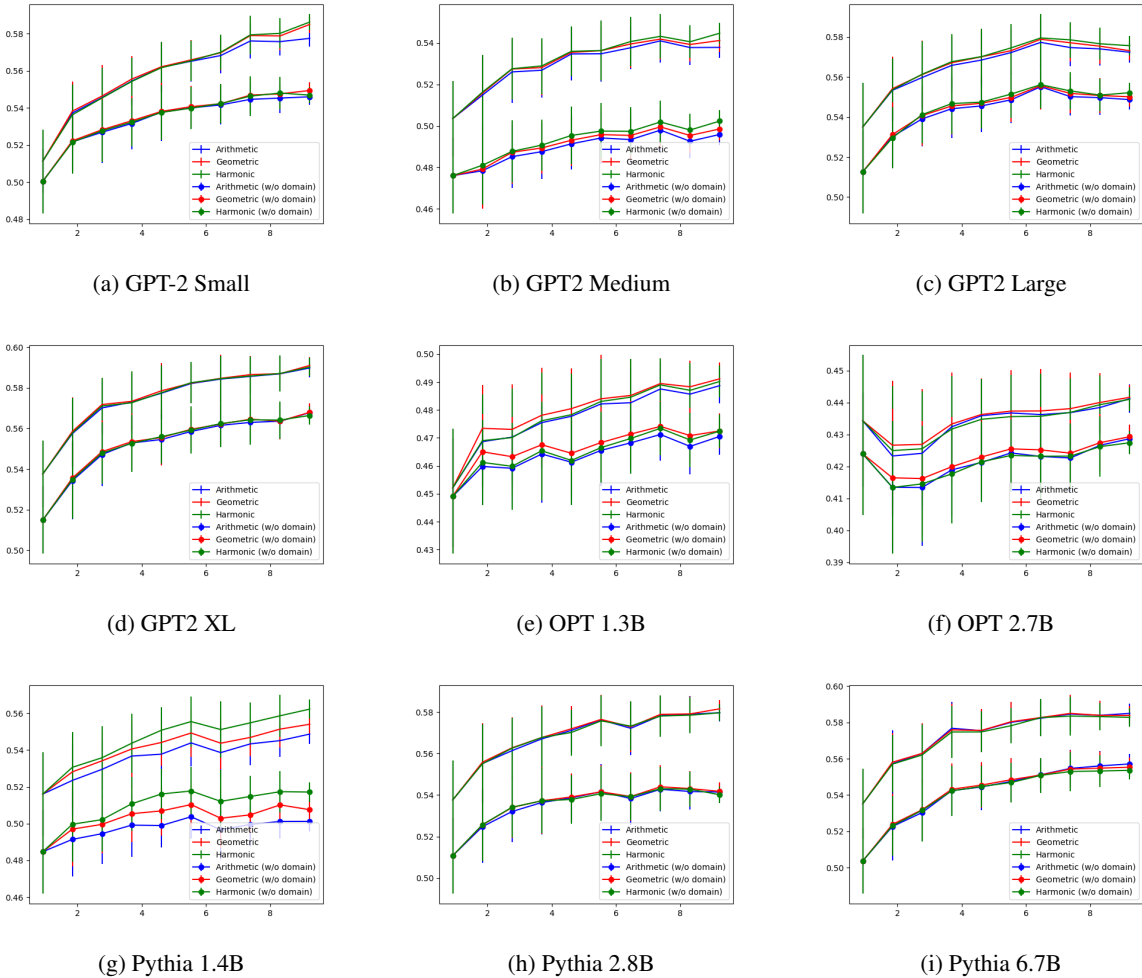 0.58
0.56
0.54
0.52
0.50
0.48
2 4 6 8
Arithmetic
Geometric
Harmonic
Arithmetic (w/o domain)
Geometric (w/o domain)
Harmonic (w/o domain)
(a) GPT-2 Small
0.54
0.52
0.50
0.48
0.46
2 4 6 8
Arithmetic
Geometric
Harmonic
Arithmetic (w/o domain)
Geometric (w/o domain)
Harmonic (w/o domain)
(b) GPT2 Medium
0.58
0.56
0.54
0.52
0.50
2 4 6 8
Arithmetic
Geometric
Harmonic
Arithmetic (w/o domain)
Geometric (w/o domain)
Harmonic (w/o domain)
(c) GPT2 Large
0.60
0.58
0.56
0.54
0.52
0.50
2 4 6 8
Arithmetic
Geometric
Harmonic
Arithmetic (w/o domain)
Geometric (w/o domain)
Harmonic (w/o domain)
(d) GPT2 XL
0.50
0.49
0.48
0.47
0.46
0.45
0.44
0.43
2 4 6 8
Arithmetic
Geometric
Harmonic
Arithmetic (w/o domain)
Geometric (w/o domain)
Harmonic (w/o domain)
(e) OPT 1.3B
0.45
0.44
0.43
0.42
0.41
0.40
0.39
2 4 6 8
Arithmetic
Geometric
Harmonic
Arithmetic (w/o domain)
Geometric (w/o domain)
Harmonic (w/o domain)
(f) OPT 2.7B
0.56
0.54
0.52
0.50
0.48
0.46
2 4 6 8
Arithmetic
Geometric
Harmonic
Arithmetic (w/o domain)
Geometric (w/o domain)
Harmonic (w/o domain)
(g) Pythia 1.4B
0.58
0.56
0.54
0.52
0.50
2 4 6 8
Arithmetic
Geometric
Harmonic
Arithmetic (w/o domain)
Geometric (w/o domain)
Harmonic (w/o domain)
(h) Pythia 2.8B
0.60
0.58
0.56
0.54
0.52
0.50
2 4 6 8
Arithmetic
Geometric
Harmonic
Arithmetic (w/o domain)
Geometric (w/o domain)
Harmonic (w/o domain)
(i) Pythia 6.7B